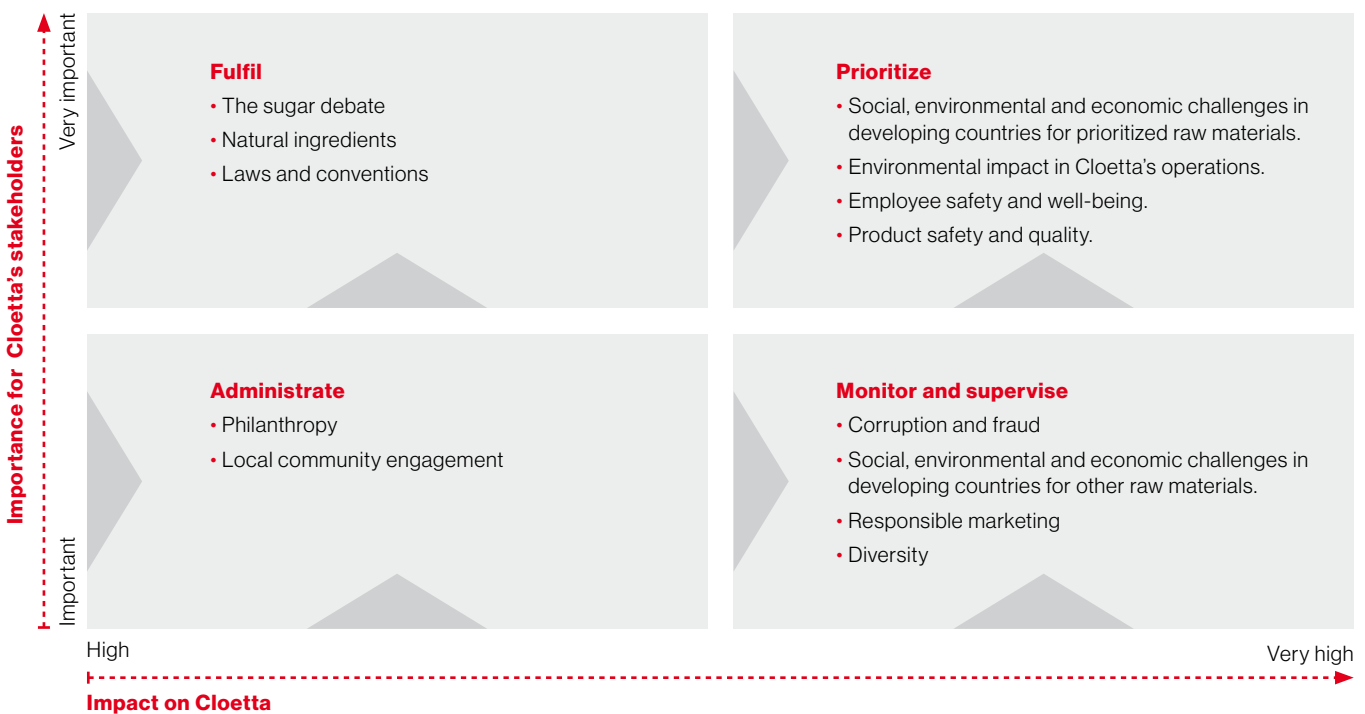 Importance for Cloetta's stakeholders
Very important
Important
Fulfil
• The sugar debate
• Natural ingredients
• Laws and conventions
Prioritize
• Social, environmental and economic challenges in
developing countries for prioritized raw materials.
• Environmental impact in Cloetta's operations.
• Employee safety and well-being.
• Product safety and quality.
Administrate
• Philanthropy
• Local community engagement
Monitor and supervise
• Corruption and fraud
• Social, environmental and economic challenges in
developing countries for other raw materials.
• Responsible marketing
• Diversity
High
Very high
Impact on Cloetta